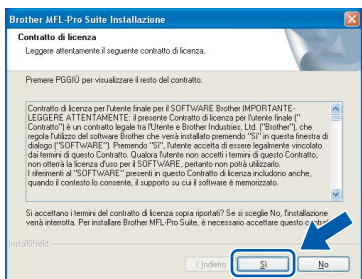 Brother MFL-Pro Suite Installazione
Contratto di licenza
Leggere attentamente il seguente contratto di licenza.
Premere PGGIÙ per visualizzare il resto del contratto.
Contratto di licenza per l'utente finale per il SOFTWARE Brother IMPORTANTE-
LEGGERE ATTENTAMENTE: il presente Contratto di licenza per l'utente finale ("
Contratto") è un contratto legale tra l'Utente e Brother Industries, Ltd. ("Brother"), che
regola l'utilizzo del software Brother che verrà installato premendo "Sì" in questa finestra di
dialogo ("SOFTWARE"). Premendo "Sì", l'utente accetta di essere legalmente vincolato
dai termini di questo Contratto. Qualora l'utente non accetti i termini di questo Contratto,
non otterrà la licenza d'uso per il SOFTWARE, pertanto non potrà utilizzarlo.
I riferimenti al "SOFTWARE" presenti in questo Contratto di licenza includono anche,
quando il contesto lo consente, il supporto su cui il software è memorizzato.
Si accettano i termini del contratto di licenza sopra riportati? Se si sceglie No, l'installazione
verrà interrotta. Per installare Brother MFL-Pro Suite, è necessario accettare questo
InstallShield
< Indietro
Sì
No